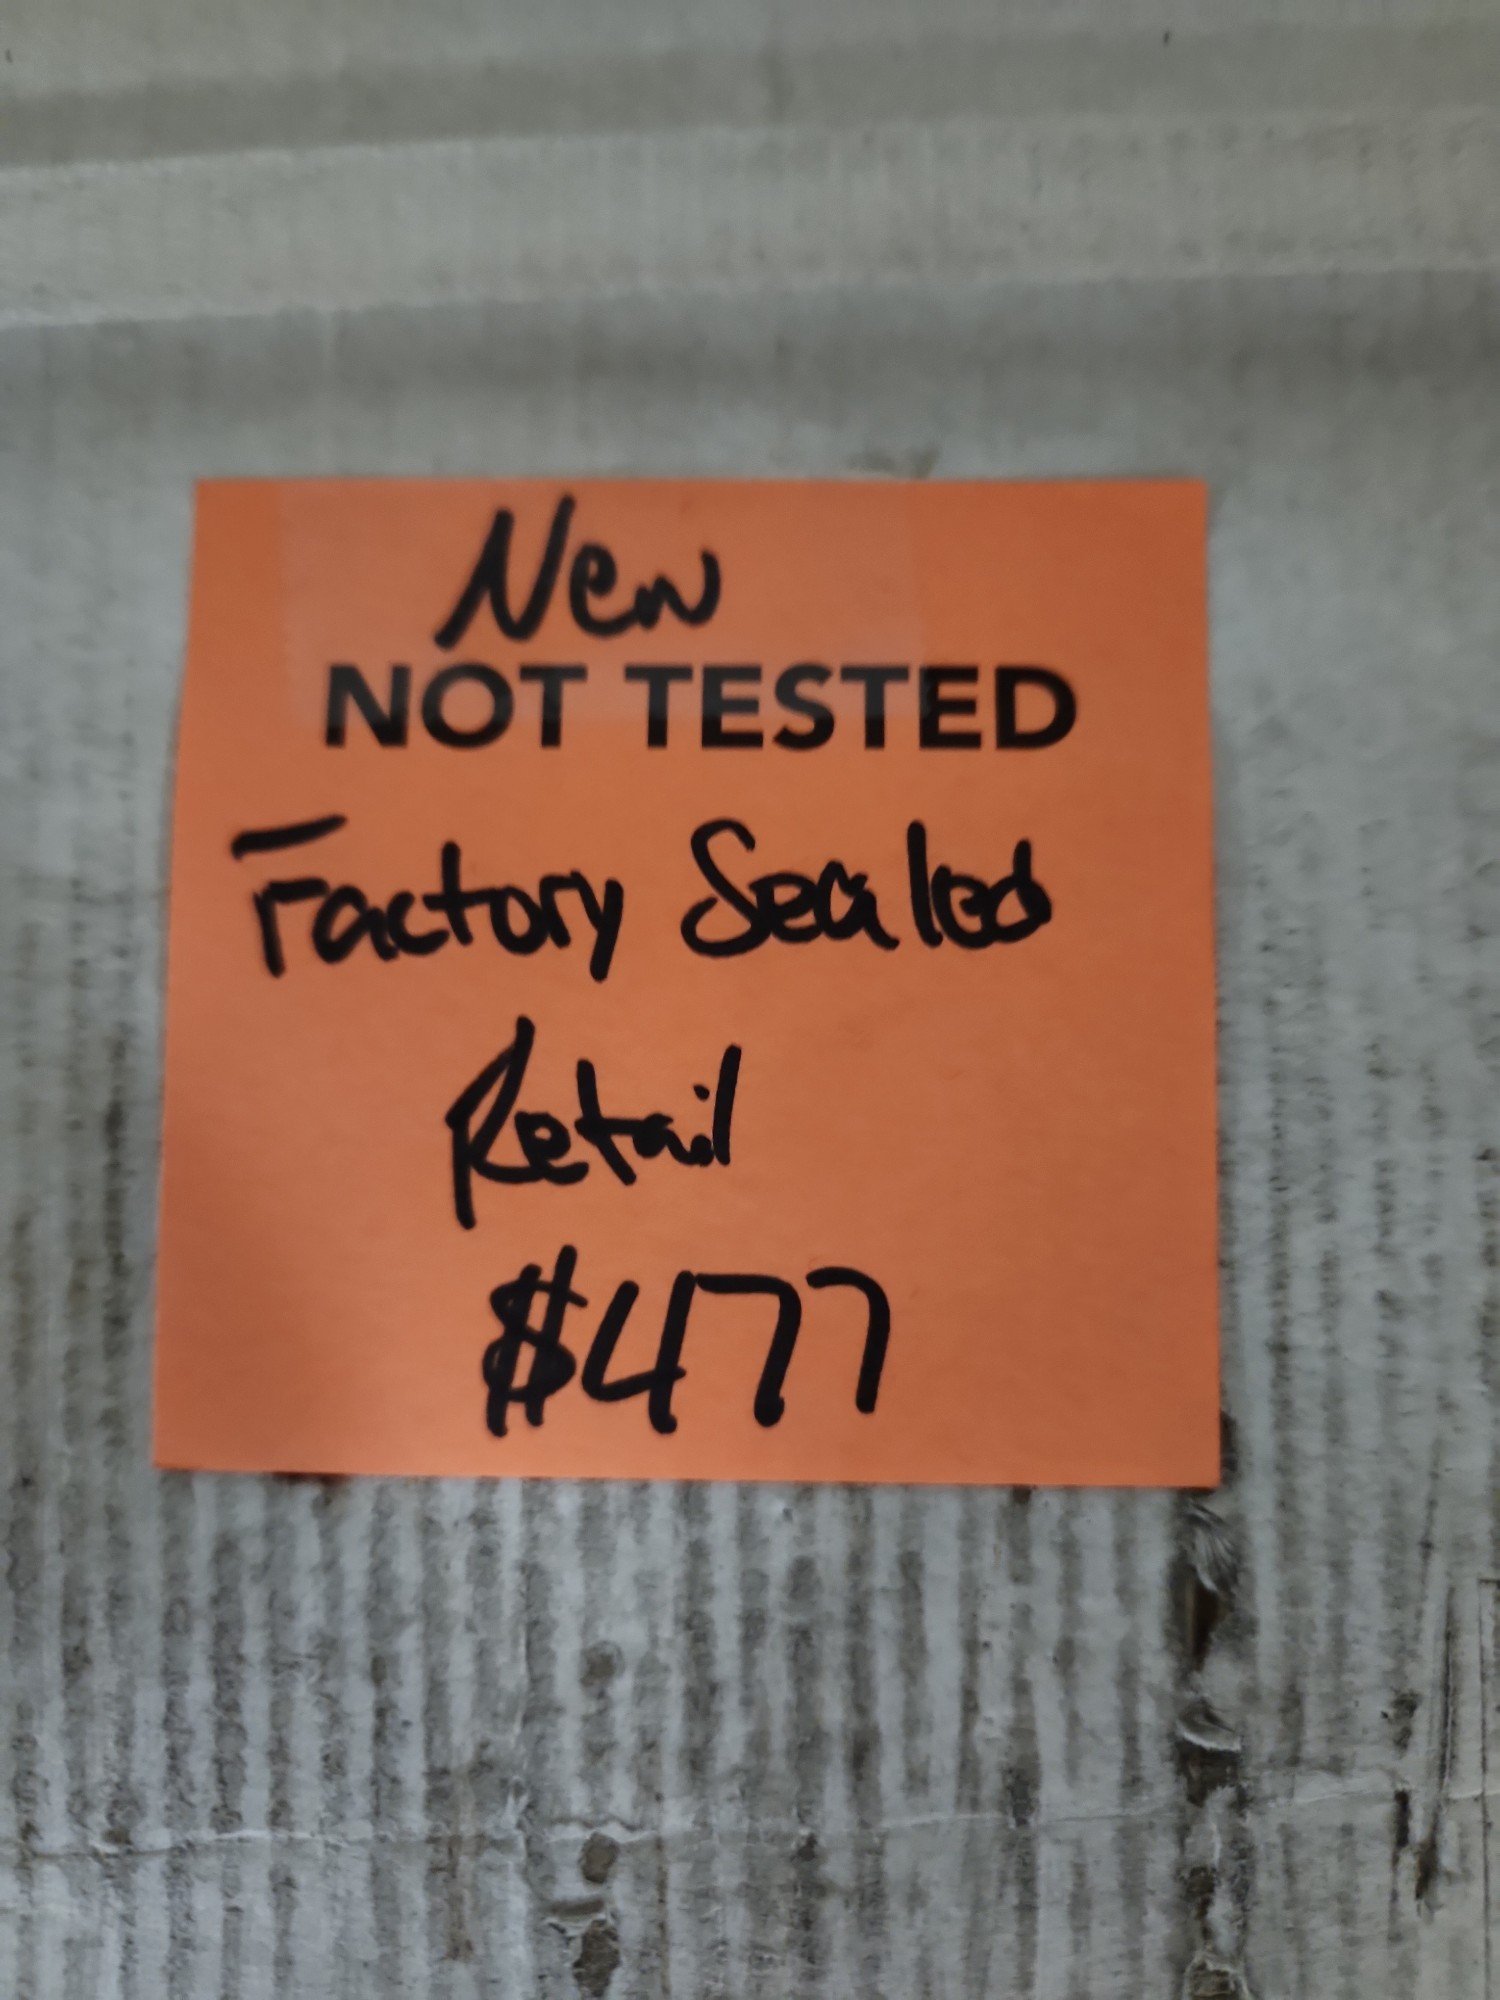 New
NOT TESTED
Factory Sealed
Retail
$477